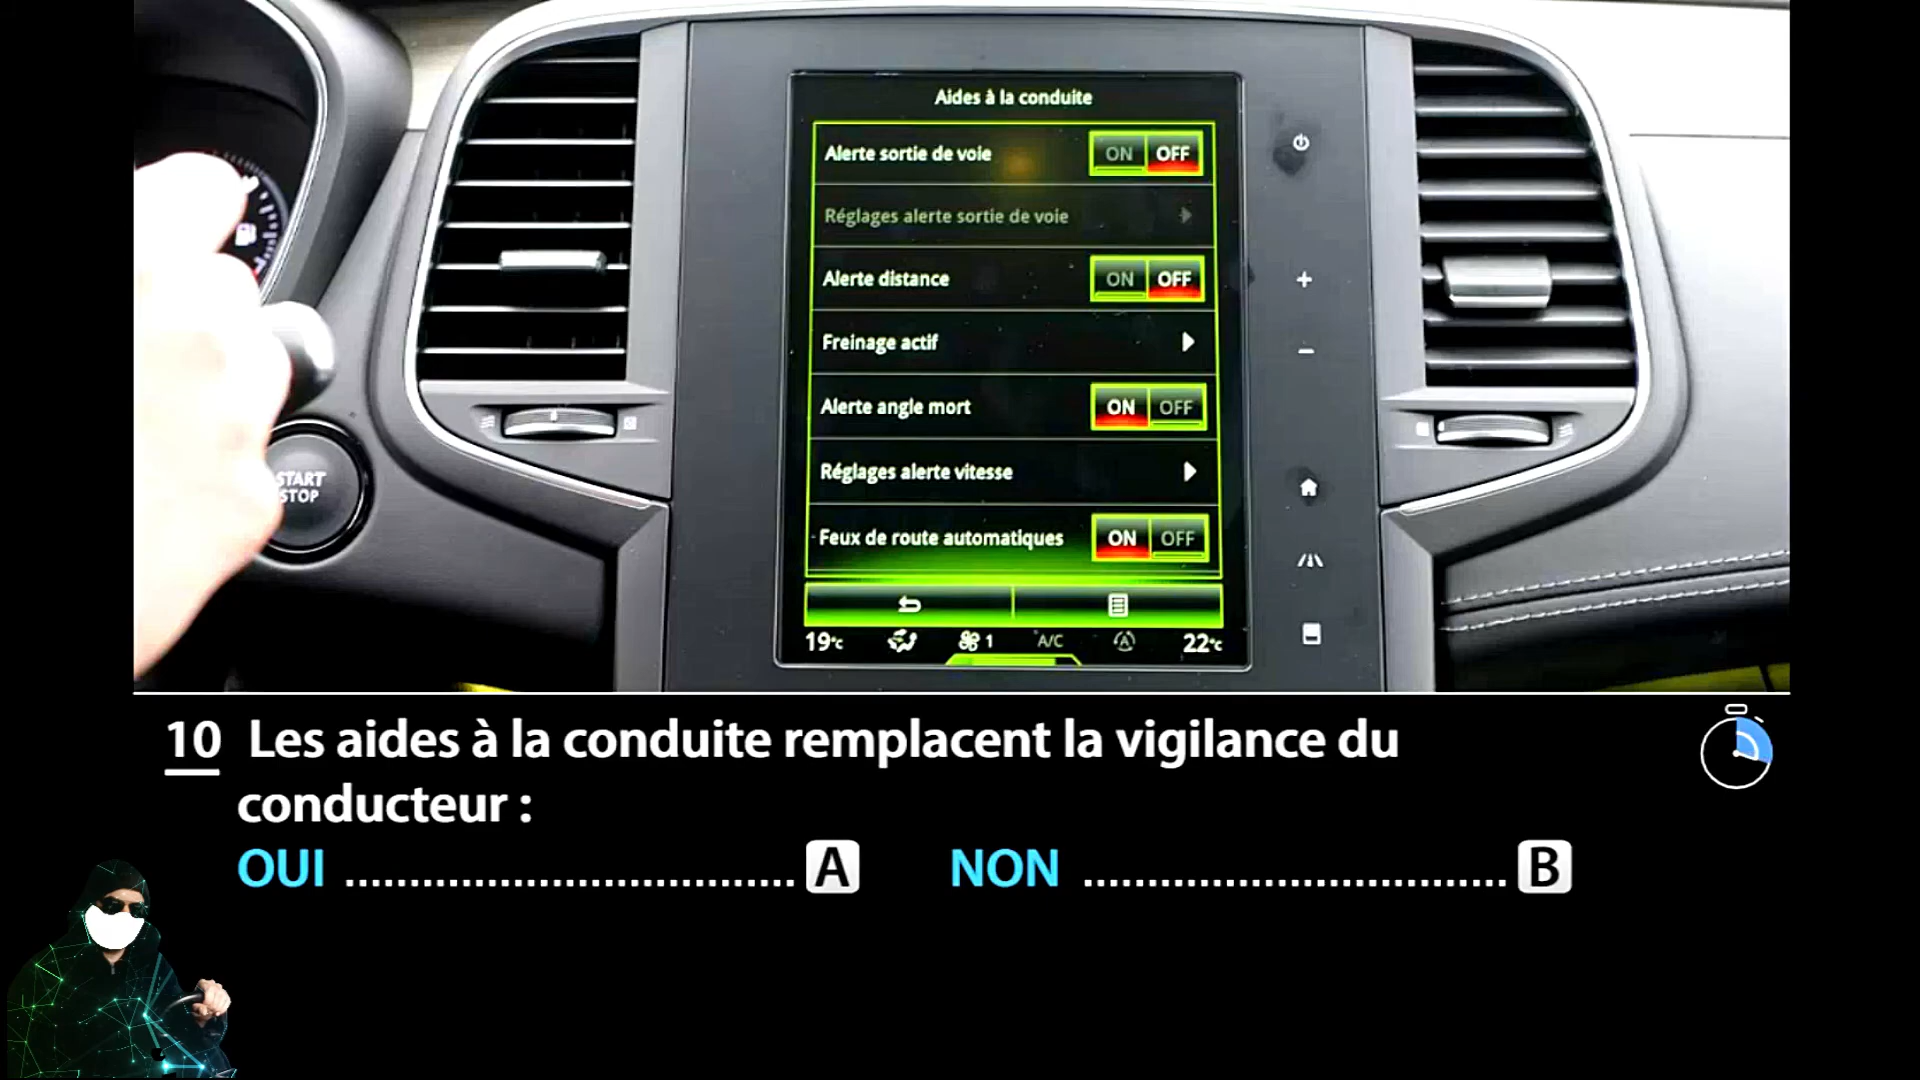 Aides à la conduite
Alerte sortie de voie ON OFF
Réglages alerte sortie de voie
Alerte distance ON OFF
Freinage actif
Alerte angle mort ON OFF
Réglages alerte vitesse
Feux de route automatiques ON OFF
19°C 1 A/C A 22°C
START
STOP
10 Les aides à la conduite remplacent la vigilance du
conducteur :
OUI ................................... A NON ................................. B